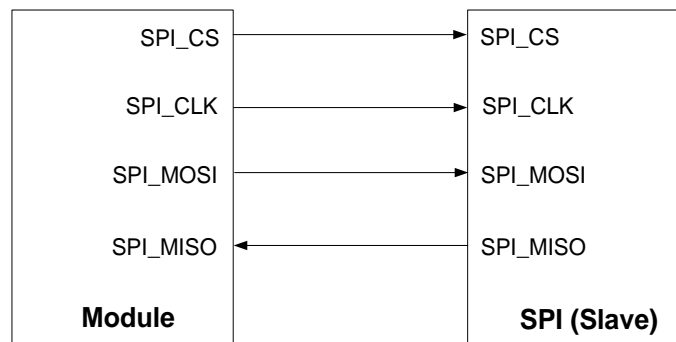 SPI_CS SPI_CS
SPI_CLK SPI_CLK
SPI_MOSI SPI_MOSI
SPI_MISO SPI_MISO
Module SPI (Slave)